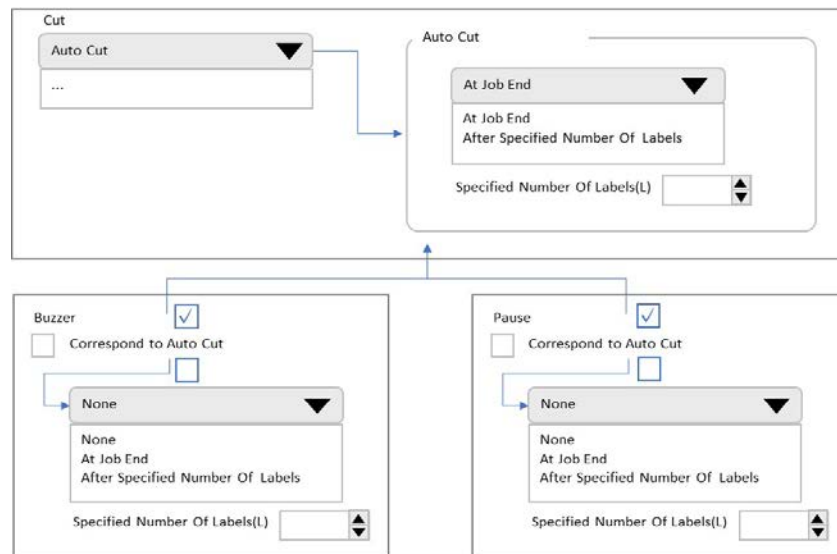 Cut
Auto Cut
...
Auto Cut
At Job End
At Job End
After Specified Number Of Labels
Specified Number Of Labels(L)
Buzzer
Correspond to Auto Cut
None
None
At Job End
After Specified Number Of Labels
Specified Number Of Labels(L)
Pause
Correspond to Auto Cut
None
None
At Job End
After Specified Number Of Labels
Specified Number Of Labels(L)